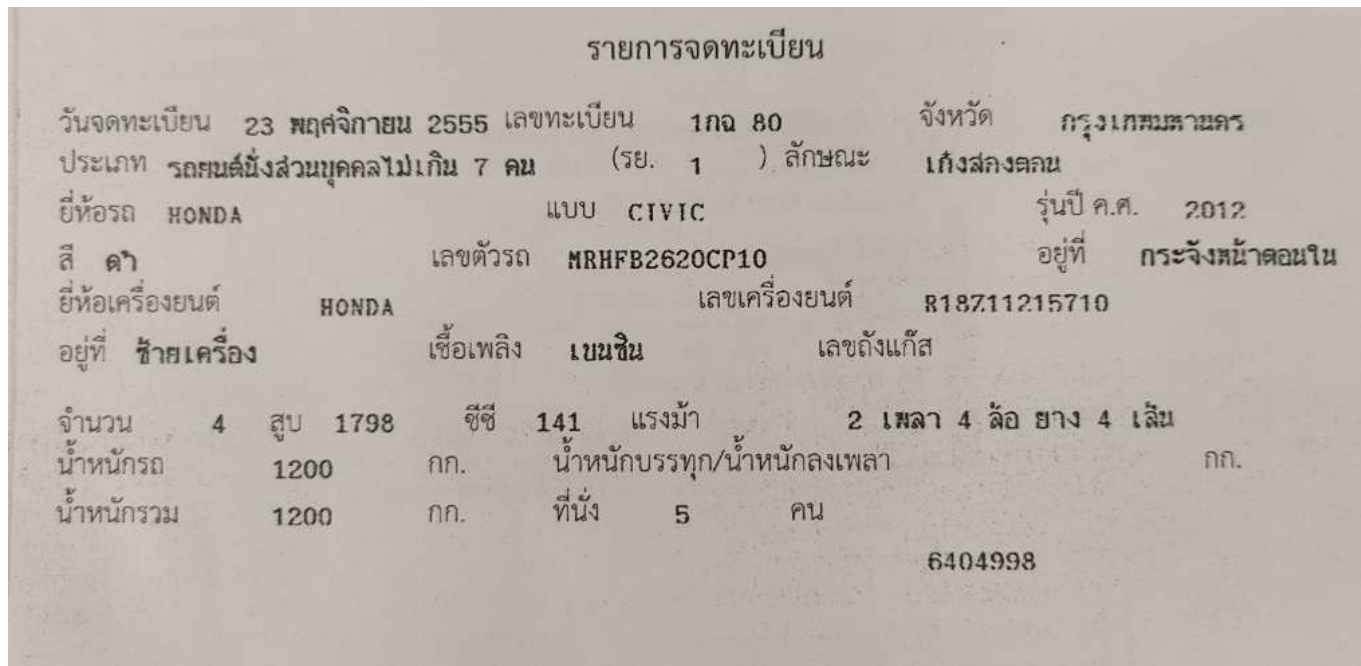 รายการจดทะเบียน
วันจดทะเบียน 23 พฤศจิกายน 2555 เลขทะเบียน 1กฉ 80 จังหวัด กรุงเทพมหานคร
ประเภท รถยนต์นั่งส่วนบุคคลไม่เกิน 7 คน (รย. 1 ) ลักษณะ เก๋งสองตอน
ยี่ห้อรถ HONDA แบบ CIVIC รุ่นปี ค.ศ. 2012
สี ดำ เลขตัวรถ MRHFB2620CP10 อยู่ที่ กระจังหน้าตอนใน
ยี่ห้อเครื่องยนต์ HONDA เลขเครื่องยนต์ R18Z11215710
อยู่ที่ ซ้ายเครื่อง เชื้อเพลิง เบนซิน เลขถังแก๊ส
จำนวน 4 สูบ 1798 ซีซี 141 แรงม้า 2 เพลา 4 ล้อ ยาง 4 เส้น
น้ำหนักรถ 1200 กก. น้ำหนักบรรทุก/น้ำหนักลงเพลา กก.
น้ำหนักรวม 1200 กก. ที่นั่ง 5 คน
6404998